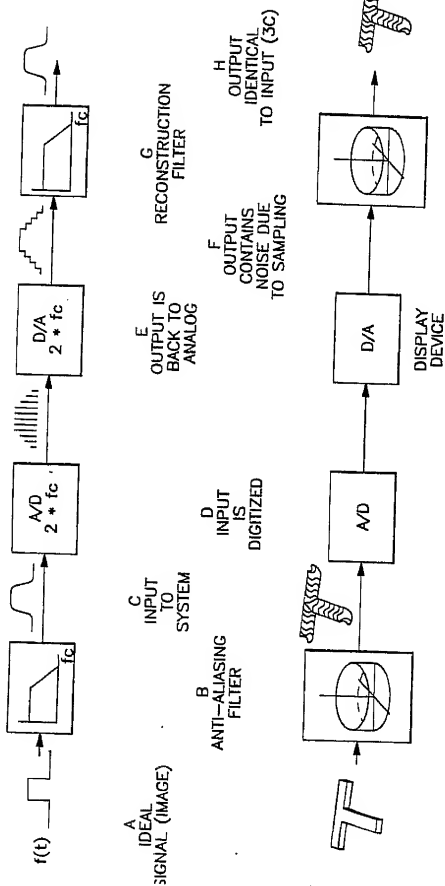 f(t)
fc
A/D
2 * fc
D/A
2 * fc
fc
A
IDEAL
SIGNAL (IMAGE)
B
ANTI-ALIASING
FILTER
C
INPUT
TO
SYSTEM
D
INPUT
IS
DIGITIZED
E
OUTPUT IS
BACK TO
ANALOG
F
OUTPUT
CONTAINS
NOISE DUE
TO SAMPLING
G
RECONSTRUCTION
FILTER
H
OUTPUT
IDENTICAL
TO INPUT (3C)
A/D
D/A
DISPLAY
DEVICE